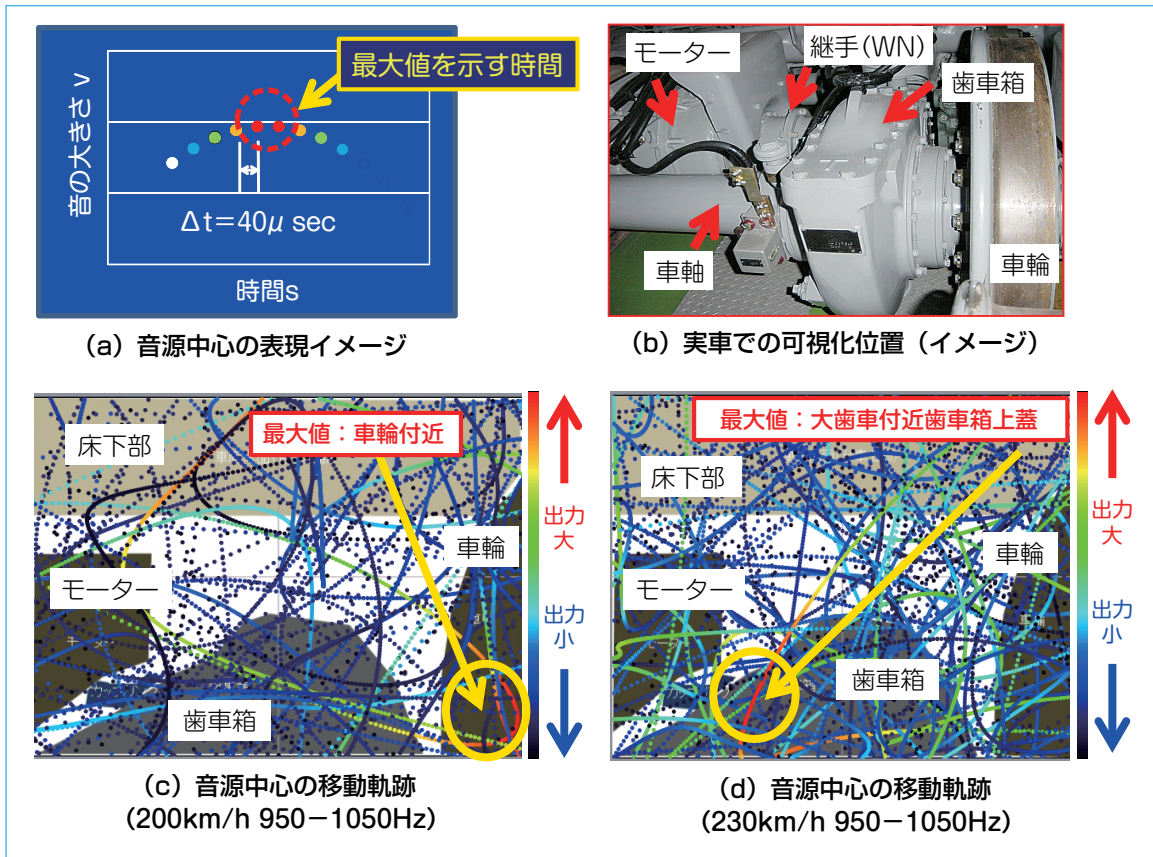 最大値を示す時間
音の大きさ v
Δt=40μ sec
時間s
(a)音源中心の表現イメージ
モーター
継手(WN)
歯車箱
車軸
車輪
(b)実車での可視化位置(イメージ)
最大値:車輪付近
床下部
車輪
モーター
歯車箱
出力
大
出力
小
(c)音源中心の移動軌跡
(200km/h 950-1050Hz)
最大値:大歯車付近歯車箱上蓋
床下部
車輪
モーター
歯車箱
出力
大
出力
小
(d)音源中心の移動軌跡
(230km/h 950-1050Hz)